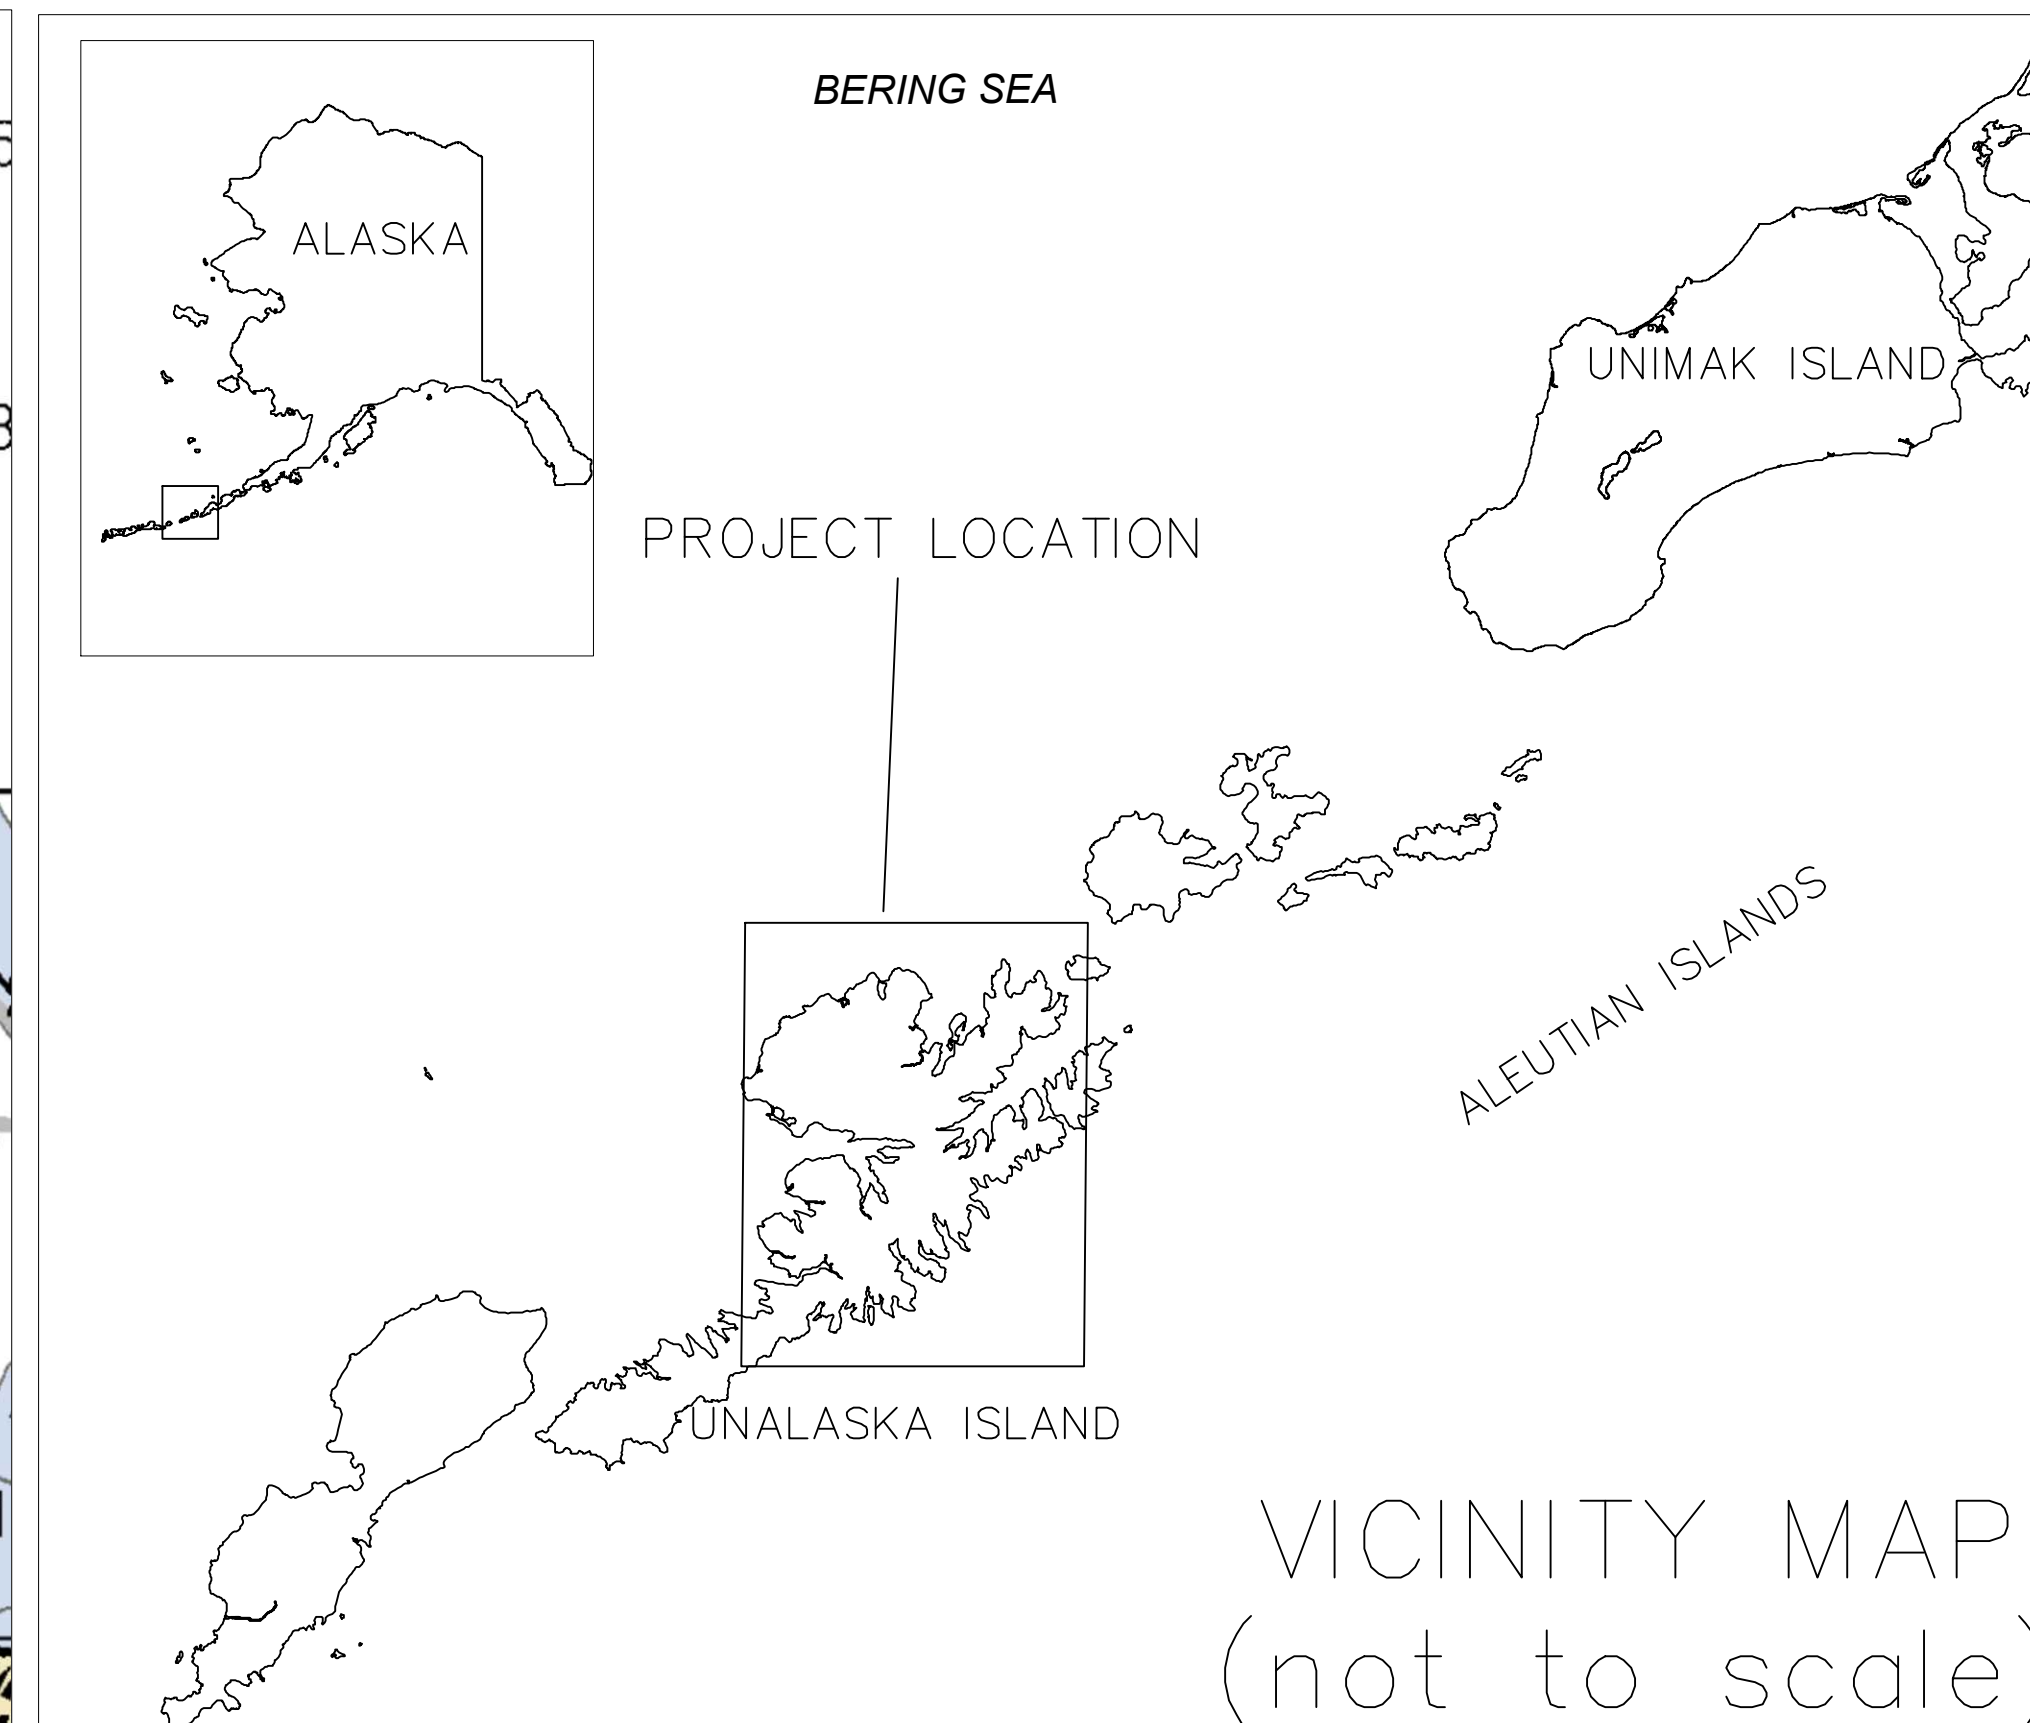 BERING SEA
ALASKA
UNIMAK ISLAND
PROJECT LOCATION
ALEUTIAN ISLANDS
UNALASKA ISLAND
VICINITY MAP
(not to scale)